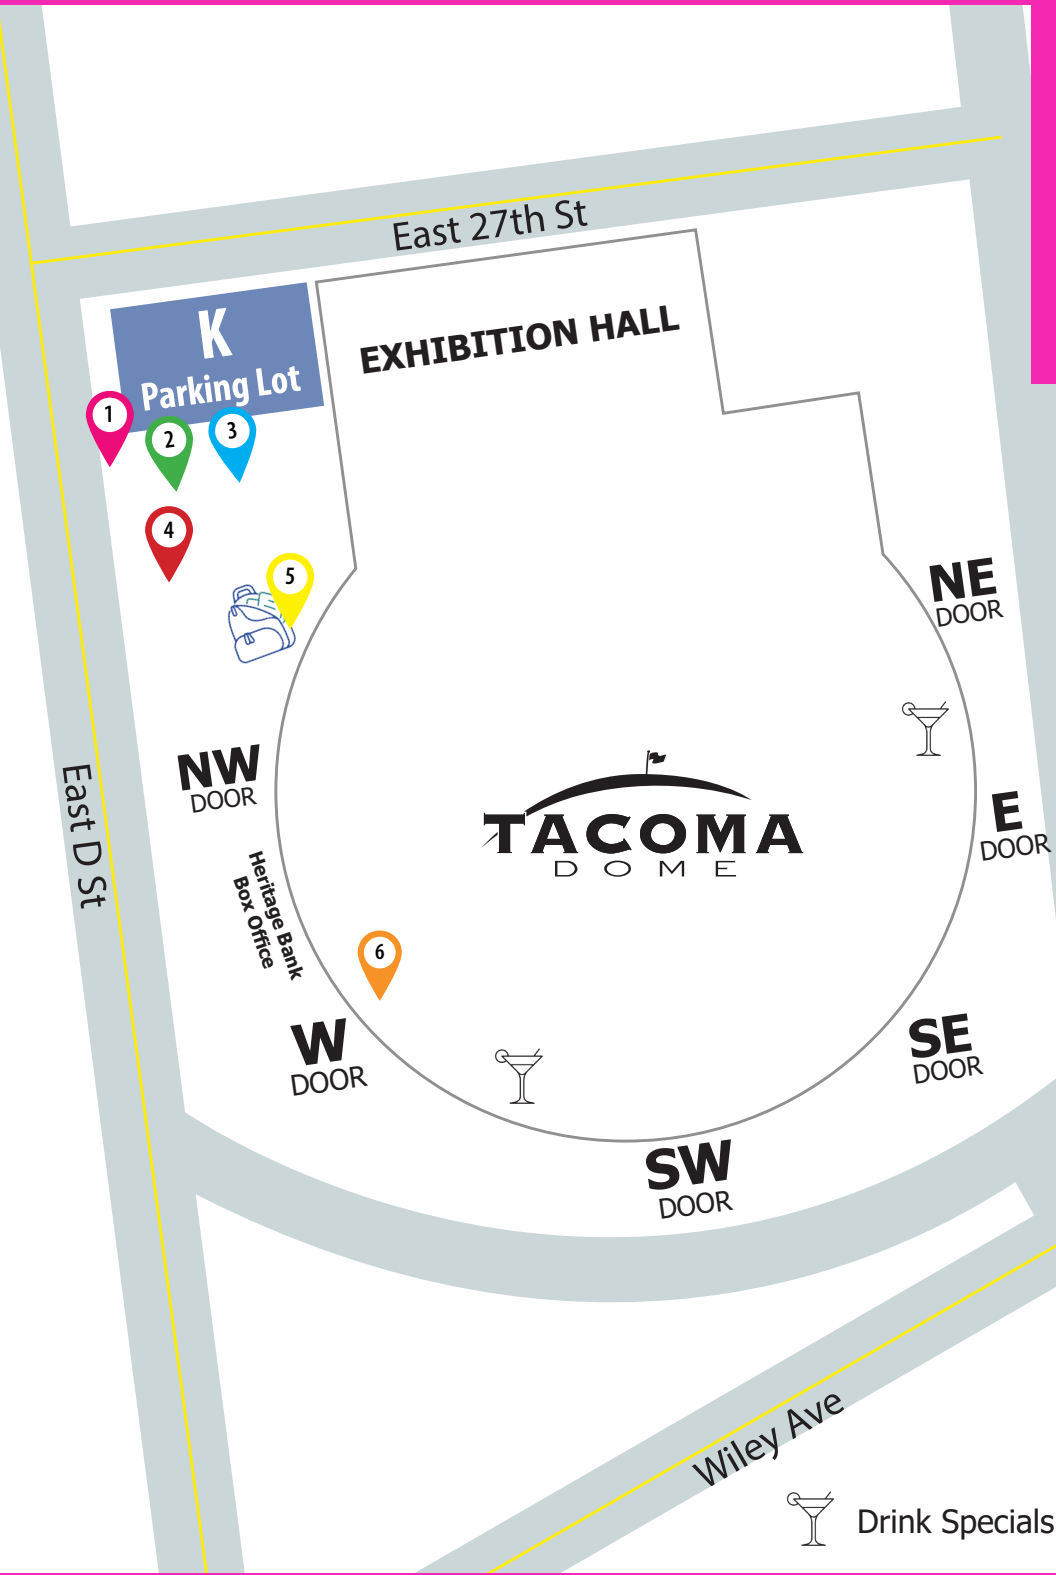 East 27th St
K
Parking Lot
EXHIBITION HALL
1
2
3
4
5
NE
DOOR
NW
DOOR
TACOMA
DOME
E
DOOR
East D St
Heritage Bank
Box Office
6
W
DOOR
SE
DOOR
SW
DOOR
Wiley Ave
Drink Specials